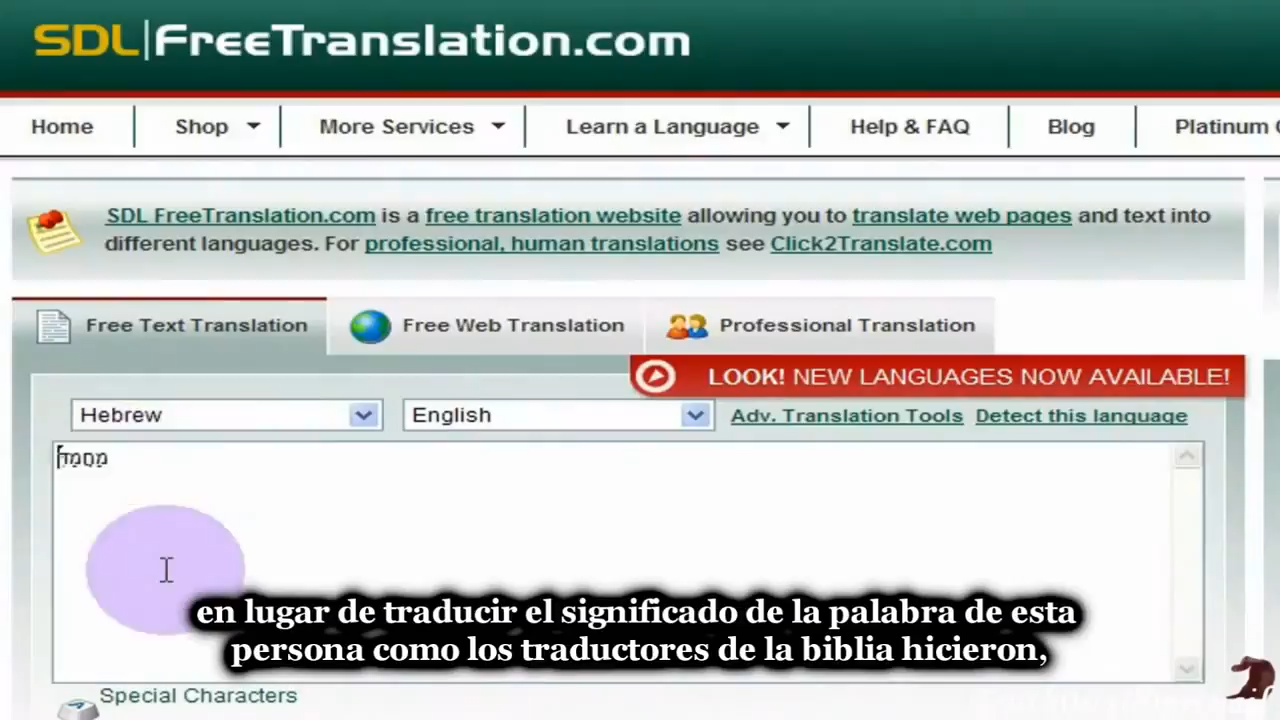 SDL|FreeTranslation.com
Home Shop More Services Learn a Language Help & FAQ Blog Platinum
SDL FreeTranslation.com is a free translation website allowing you to translate web pages and text into
different languages. For professional, human translations see Click2Translate.com
Free Text Translation Free Web Translation Professional Translation
LOOK! NEW LANGUAGES NOW AVAILABLE!
Hebrew English Adv. Translation Tools Detect this language
en lugar de traducir el significado de la palabra de esta
persona como los traductores de la biblia hicieron,
Special Characters